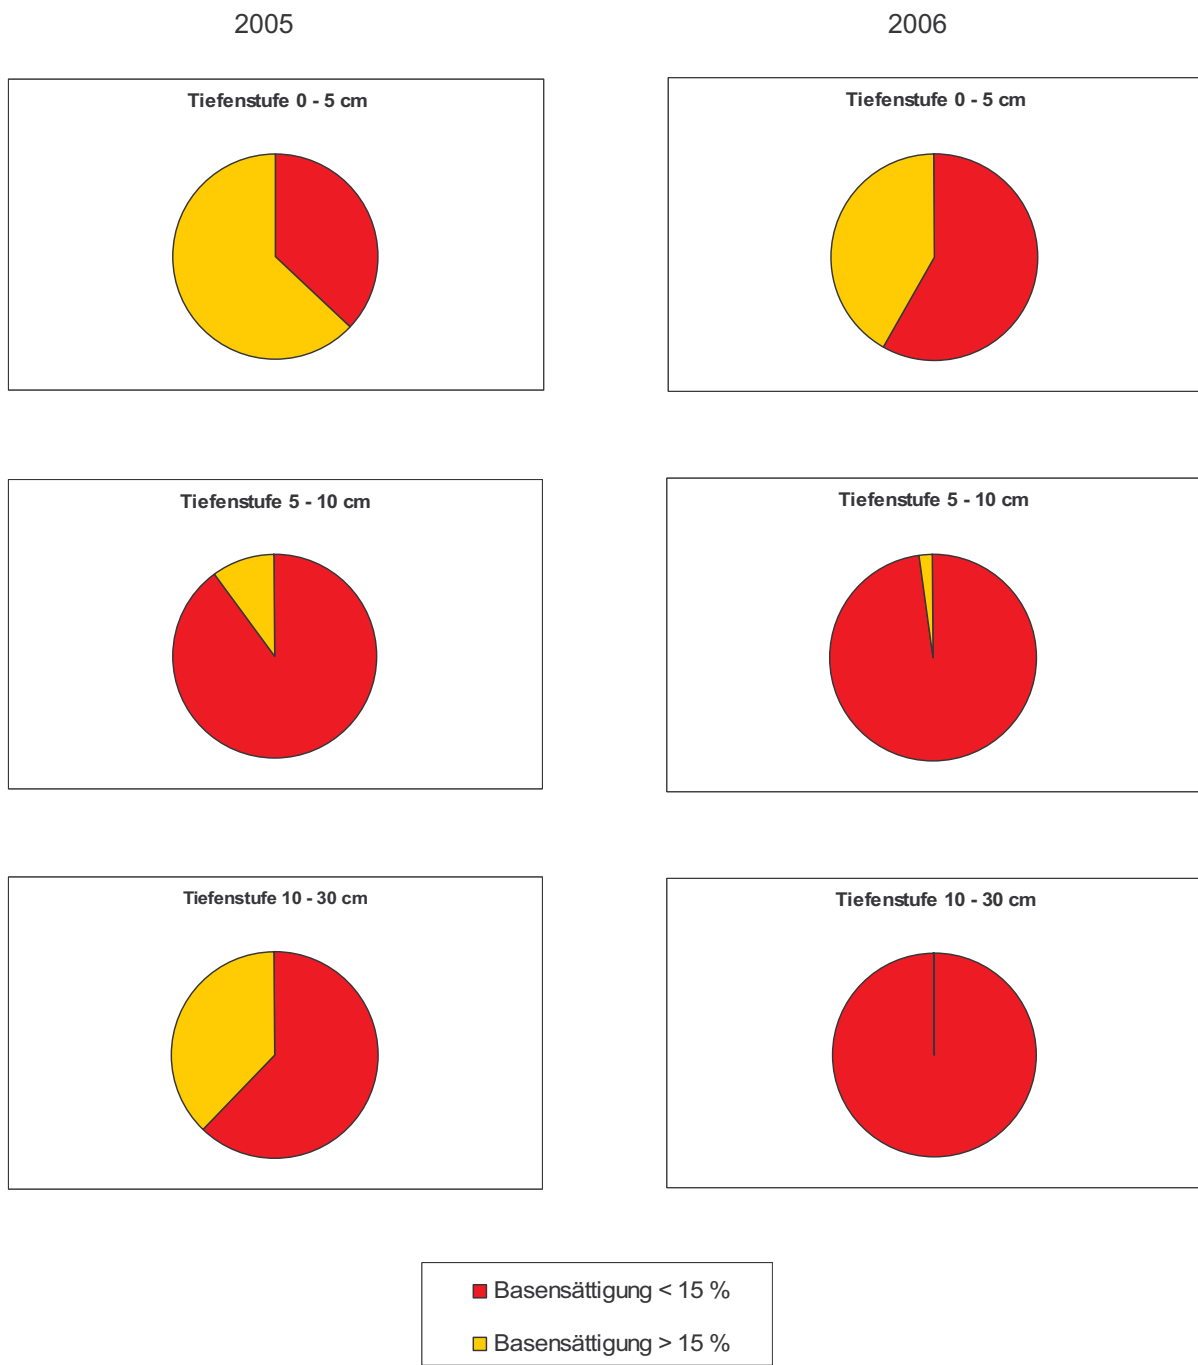 2005
2006
Tiefenstufe 0 - 5 cm
Tiefenstufe 0 - 5 cm
Tiefenstufe 5 - 10 cm
Tiefenstufe 5 - 10 cm
Tiefenstufe 10 - 30 cm
Tiefenstufe 10 - 30 cm
Basensättigung < 15 %
Basensättigung > 15 %